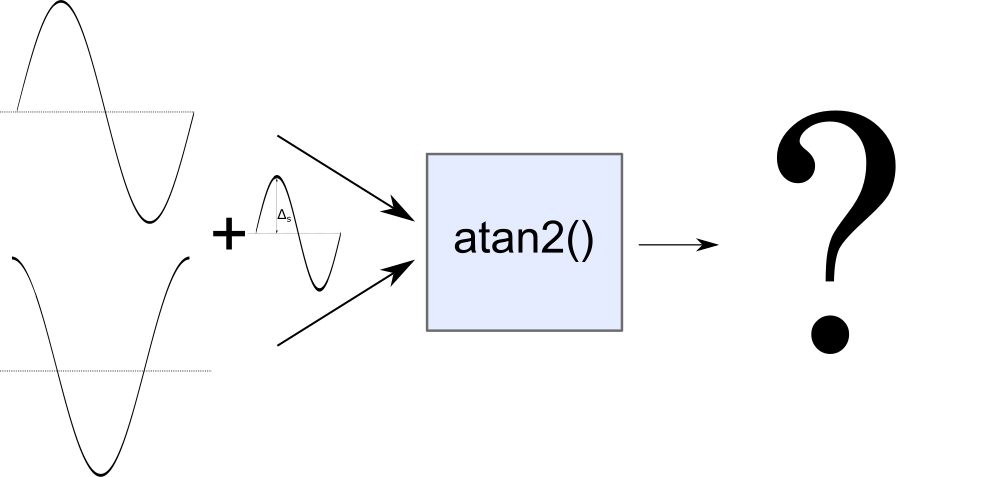 +
Δs
atan2()
?